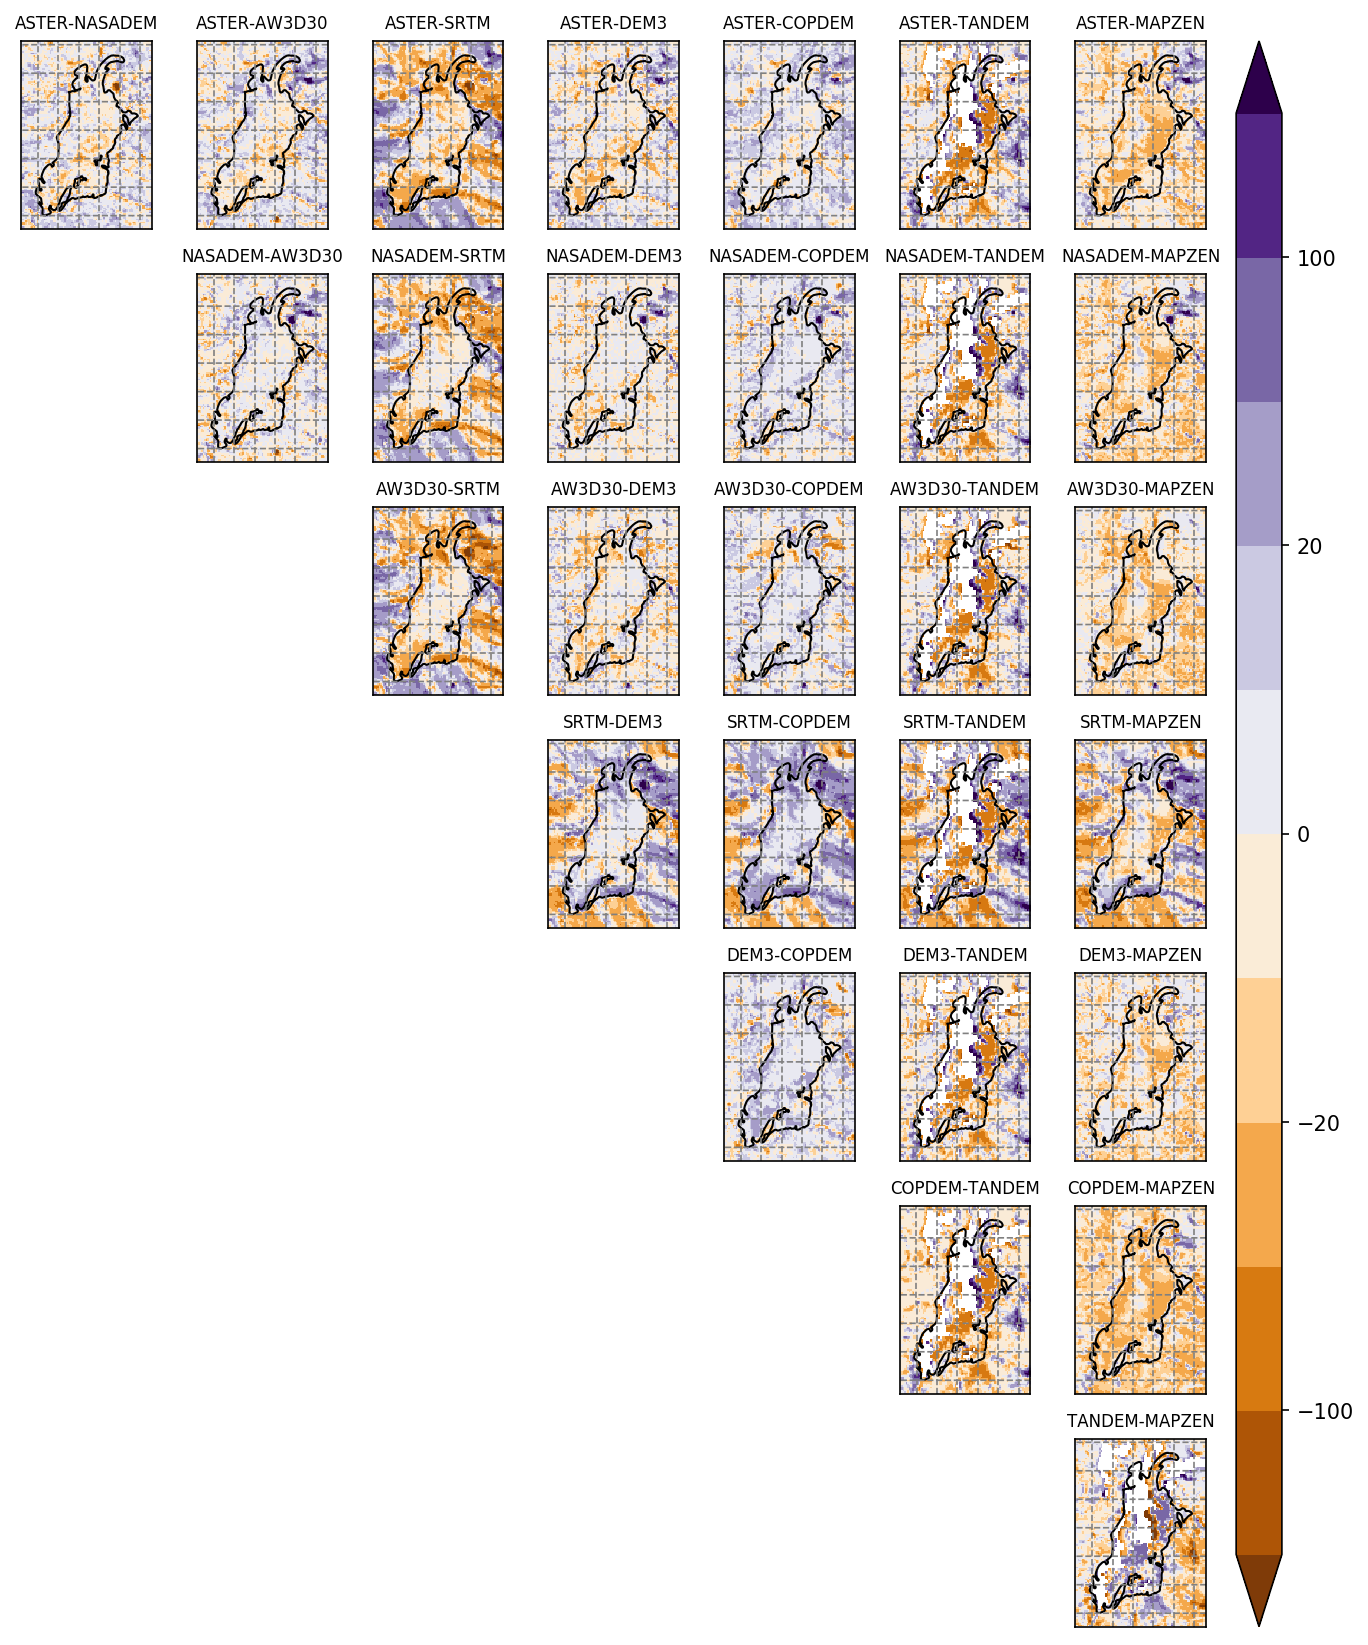 ASTER-NASADEM ASTER-AW3D30 ASTER-SRTM ASTER-DEM3 ASTER-COPDEM ASTER-TANDEM ASTER-MAPZEN
NASADEM-AW3D30 NASADEM-SRTM NASADEM-DEM3 NASADEM-COPDEM NASADEM-TANDEM NASADEM-MAPZEN
100
AW3D30-SRTM AW3D30-DEM3 AW3D30-COPDEM AW3D30-TANDEM AW3D30-MAPZEN
20
SRTM-DEM3 SRTM-COPDEM SRTM-TANDEM SRTM-MAPZEN
0
DEM3-COPDEM DEM3-TANDEM DEM3-MAPZEN
−20
COPDEM-TANDEM COPDEM-MAPZEN
−100
TANDEM-MAPZEN